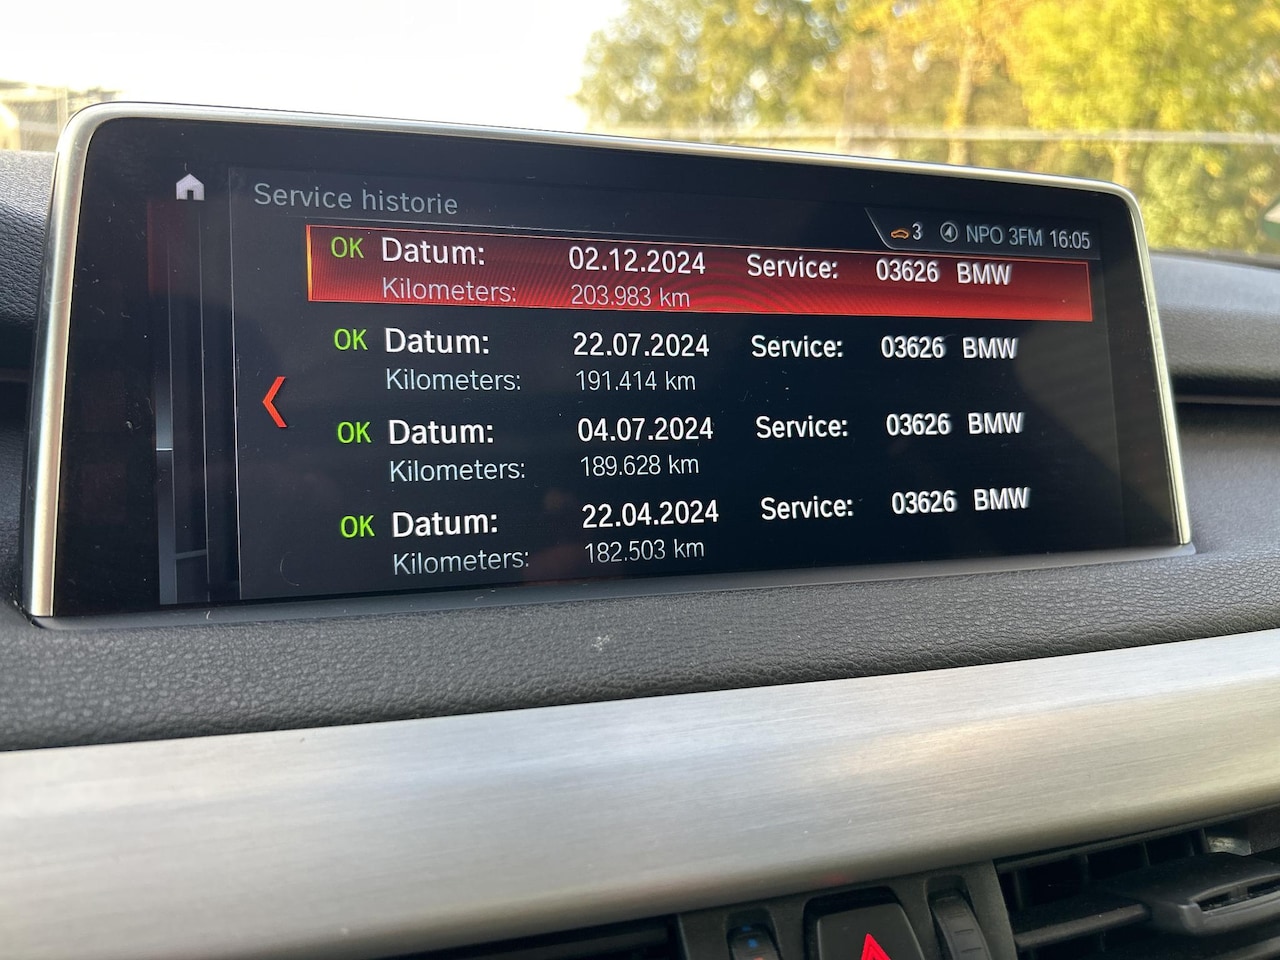 Service historie
3 NPO 3FM 16:05
OK Datum: 02.12.2024 Service: 03626 BMW
Kilometers: 203.983 km
OK Datum: 22.07.2024 Service: 03626 BMW
Kilometers: 191.414 km
OK Datum: 04.07.2024 Service: 03626 BMW
Kilometers: 189.628 km
OK Datum: 22.04.2024 Service: 03626 BMW
Kilometers: 182.503 km